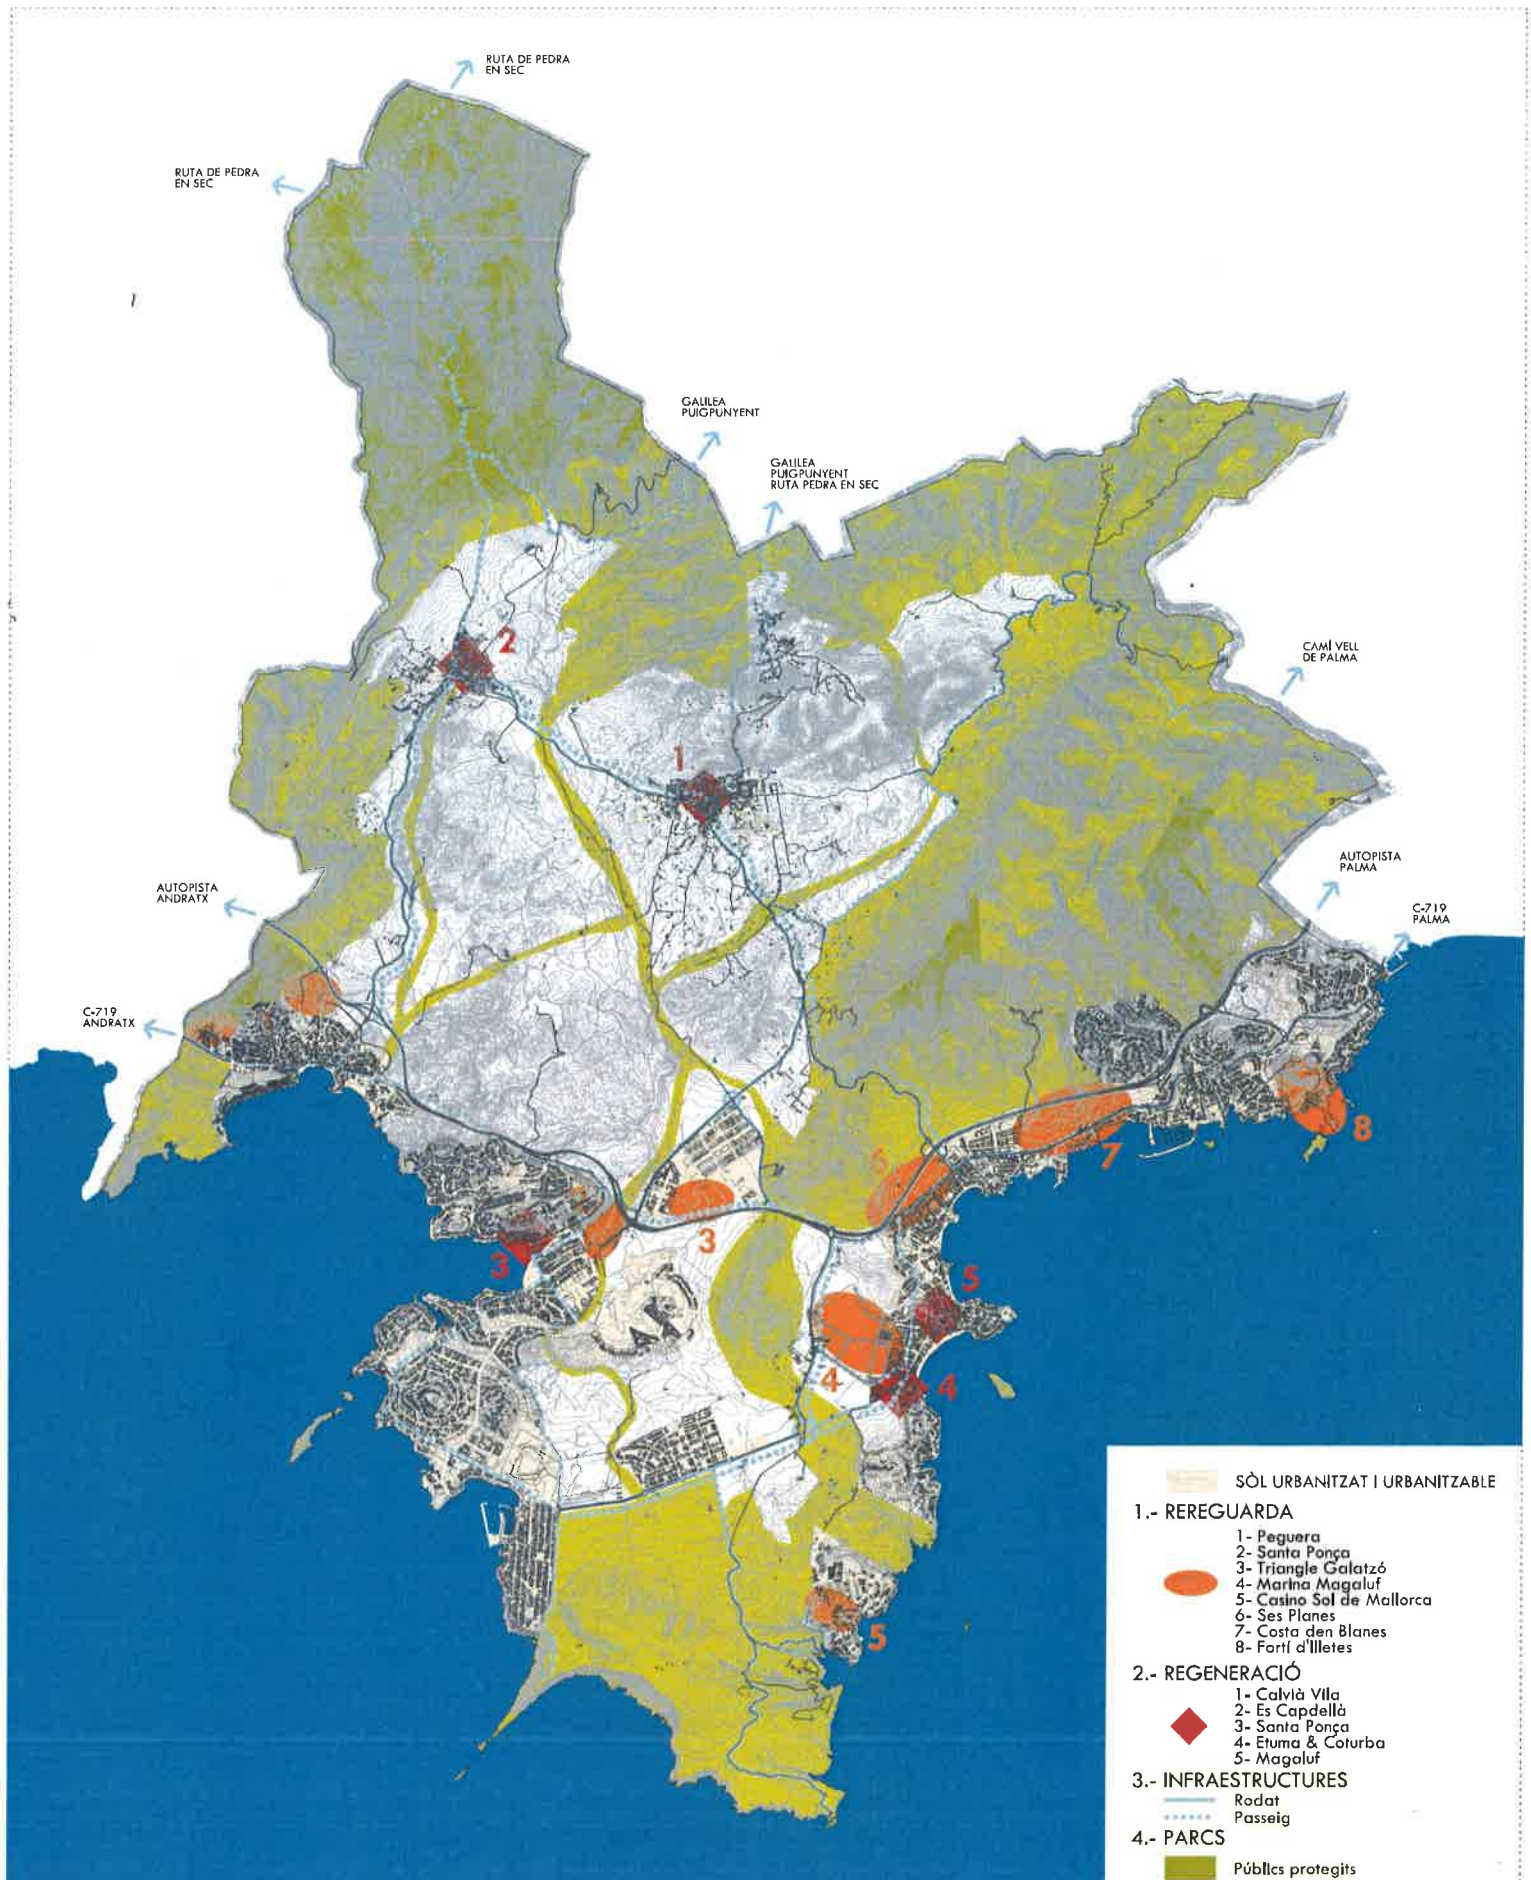 RUTA DE PEDRA
EN SEC
RUTA DE PEDRA
EN SEC
GALILEA
PUIGPUNYENT
GALILEA
PUIGPUNYENT
RUTA PEDRA EN SEC
2
CAMÍ VELL
DE PALMA
1
AUTOPISTA
PALMA
AUTOPISTA
ANDRATX
C-719
PALMA
C-719
ANDRATX
8
7
6
3
3
5
4
4
5
SÒL URBANITZAT I URBANITZABLE
1.- REREGUARDA
1- Peguera
2- Santa Ponça
3- Triangle Galatzó
4- Marina Magaluf
5- Casino Sol de Mallorca
6- Ses Planes
7- Costa den Blanes
8- Fortí d'Illetes
2.- REGENERACIÓ
1- Calvià Vila
2- Es Capdellà
3- Santa Ponça
4- Etuma & Coturba
5- Magaluf
3.- INFRAESTRUCTURES
Rodat
Passeig
4.- PARCS
Públics protegits